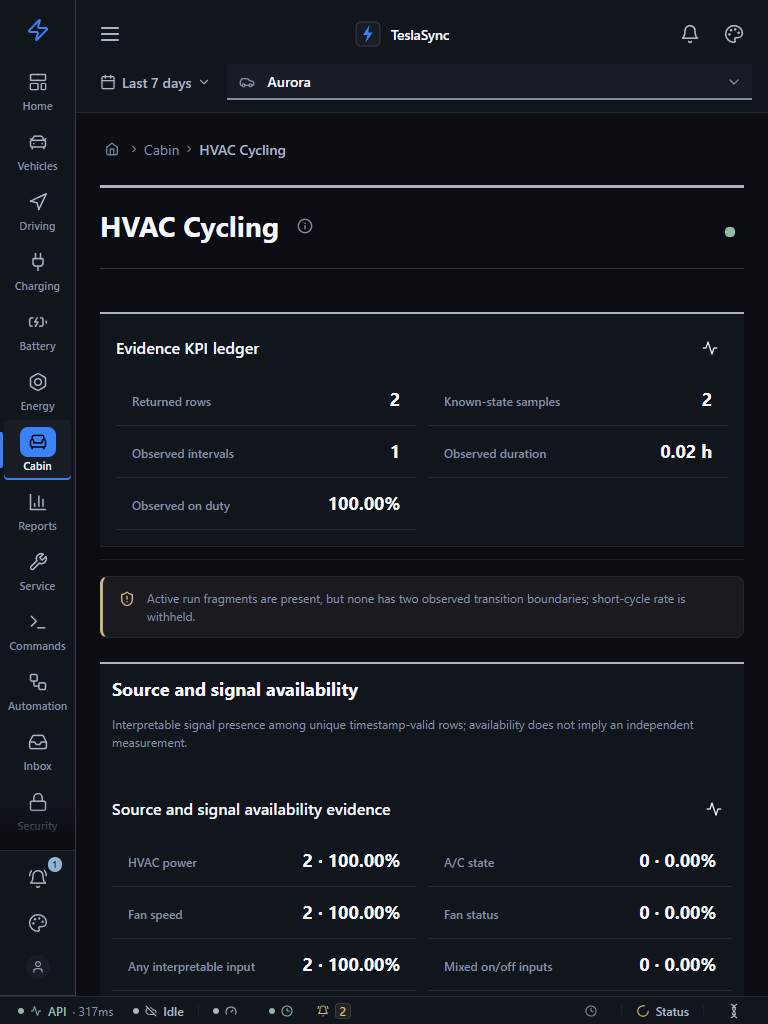 TeslaSync
Last 7 days
Aurora
Home
Vehicles
Driving
Charging
Battery
Energy
Cabin
Reports
Service
Commands
Automation
Inbox
Security
1
Cabin
HVAC Cycling
HVAC Cycling
Evidence KPI ledger
Returned rows 2
Known-state samples 2
Observed intervals 1
Observed duration 0.02 h
Observed on duty 100.00%
Active run fragments are present, but none has two observed transition boundaries; short-cycle rate is
withheld.
Source and signal availability
Interpretable signal presence among unique timestamp-valid rows; availability does not imply an independent
measurement.
Source and signal availability evidence
HVAC power 2 · 100.00%
A/C state 0 · 0.00%
Fan speed 2 · 100.00%
Fan status 0 · 0.00%
Any interpretable input 2 · 100.00%
Mixed on/off inputs 0 · 0.00%
API · 317ms
Idle
2
Status